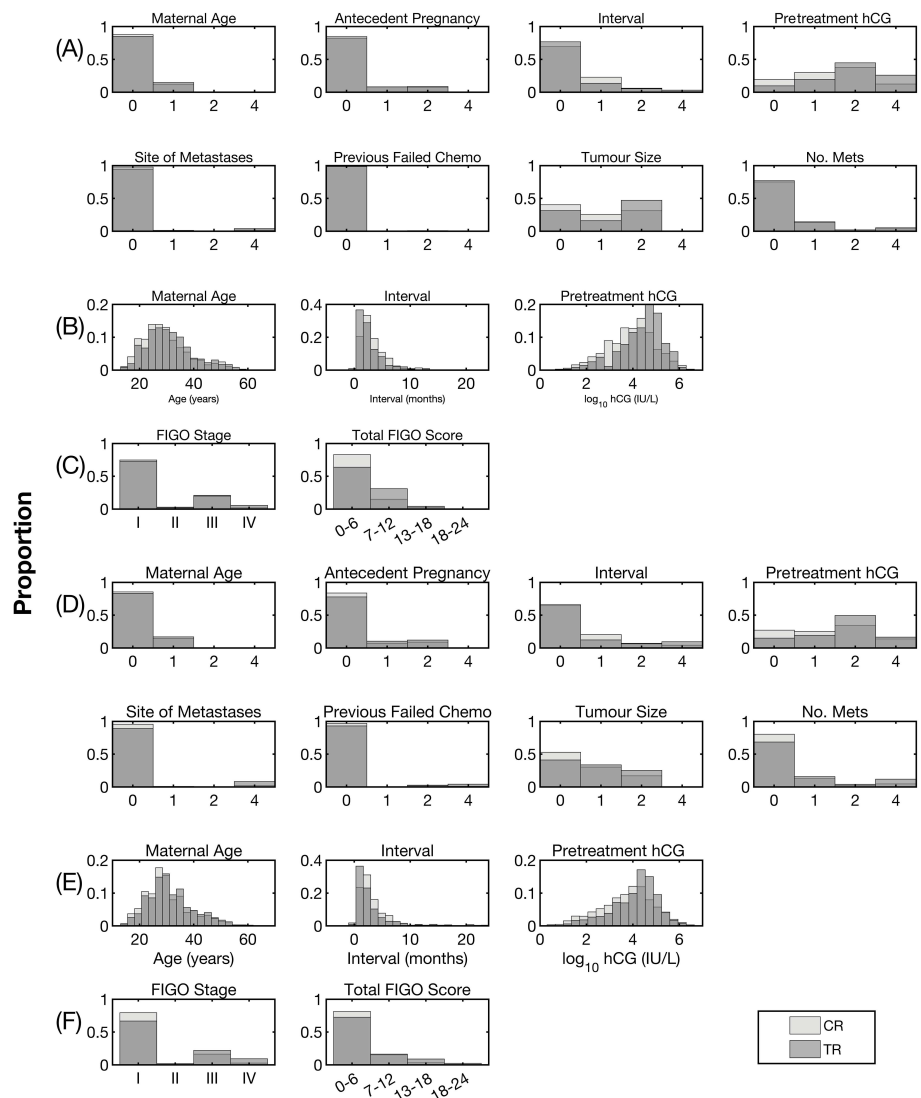 Proportion
(A)
Maternal Age
Antecedent Pregnancy
Interval
Pretreatment hCG
1
0.5
0
0 1 2 4
1
0.5
0
0 1 2 4
1
0.5
0
0 1 2 4
1
0.5
0
0 1 2 4
Site of Metastases
Previous Failed Chemo
Tumour Size
No. Mets
1
0.5
0
0 1 2 4
1
0.5
0
0 1 2 4
1
0.5
0
0 1 2 4
1
0.5
0
0 1 2 4
(B)
Maternal Age
Interval
Pretreatment hCG
0.2
0.1
0
20 40 60
Age (years)
0.4
0.2
0
0 10 20
Interval (months)
0.2
0.1
0
0 2 4 6
log10 hCG (IU/L)
(C)
FIGO Stage
Total FIGO Score
1
0.5
0
I II III IV
1
0.5
0
0-6 7-12 13-18 18-24
(D)
Maternal Age
Antecedent Pregnancy
Interval
Pretreatment hCG
1
0.5
0
0 1 2 4
1
0.5
0
0 1 2 4
1
0.5
0
0 1 2 4
1
0.5
0
0 1 2 4
Site of Metastases
Previous Failed Chemo
Tumour Size
No. Mets
1
0.5
0
0 1 2 4
1
0.5
0
0 1 2 4
1
0.5
0
0 1 2 4
1
0.5
0
0 1 2 4
(E)
Maternal Age
Interval
Pretreatment hCG
0.2
0.1
0
20 40 60
Age (years)
0.4
0.2
0
0 10 20
Interval (months)
0.2
0.1
0
0 2 4 6
log10 hCG (IU/L)
(F)
FIGO Stage
Total FIGO Score
1
0.5
0
I II III IV
1
0.5
0
0-6 7-12 13-18 18-24
CR
TR